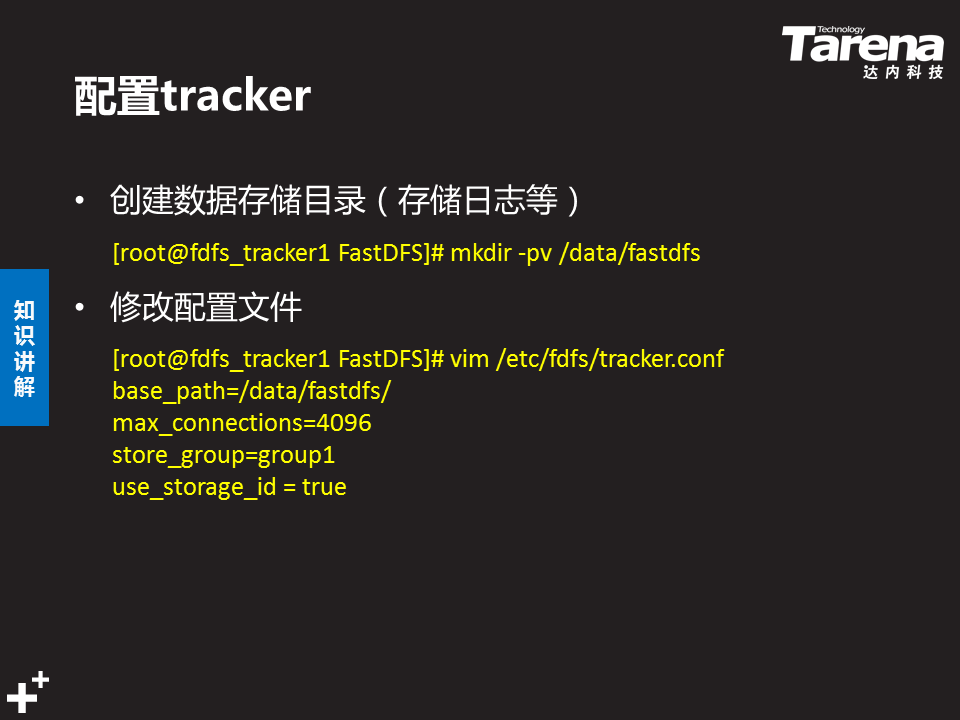 Technology
Tarena
达内科技
配置tracker
• 创建数据存储目录（存储日志等）
[root@fdfs_tracker1 FastDFS]# mkdir -pv /data/fastdfs
• 修改配置文件
[root@fdfs_tracker1 FastDFS]# vim /etc/fdfs/tracker.conf
base_path=/data/fastdfs/
max_connections=4096
store_group=group1
use_storage_id = true
知
识
讲
解